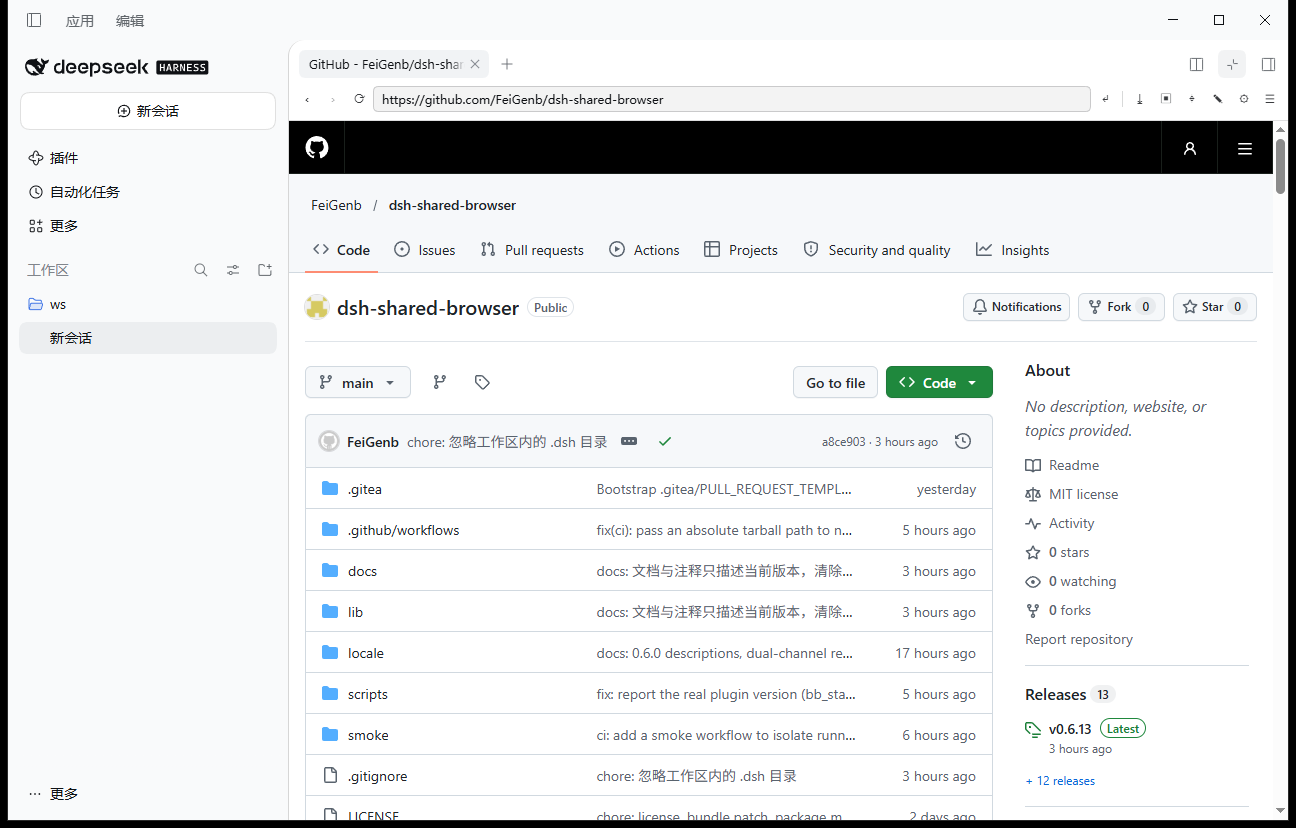 应用 编辑
deepseek HARNESS
新会话
插件
自动化任务
更多
工作区
ws
新会话
更多
GitHub - FeiGenb/dsh-shar
https://github.com/FeiGenb/dsh-shared-browser
FeiGenb / dsh-shared-browser
Code Issues Pull requests Actions Projects Security and quality Insights
dsh-shared-browser Public
Notifications Fork 0 Star 0
main Go to file Code
FeiGenb chore: 忽略工作区内的 .dsh 目录 a8ce903 · 3 hours ago
.gitea Bootstrap .gitea/PULL_REQUEST_TEMPL... yesterday
.github/workflows fix(ci): pass an absolute tarball path to n... 5 hours ago
docs docs: 文档与注释只描述当前版本，清除... 3 hours ago
lib docs: 文档与注释只描述当前版本，清除... 3 hours ago
locale docs: 0.6.0 descriptions, dual-channel re... 17 hours ago
scripts fix: report the real plugin version (bb_sta... 5 hours ago
smoke ci: add a smoke workflow to isolate runn... 6 hours ago
.gitignore chore: 忽略工作区内的 .dsh 目录 3 hours ago
LICENSE chore: license, bundle patch, package m... 2 days ago
About
No description, website, or
topics provided.
Readme
MIT license
Activity
0 stars
0 watching
0 forks
Report repository
Releases 13
v0.6.13 Latest
3 hours ago
+ 12 releases